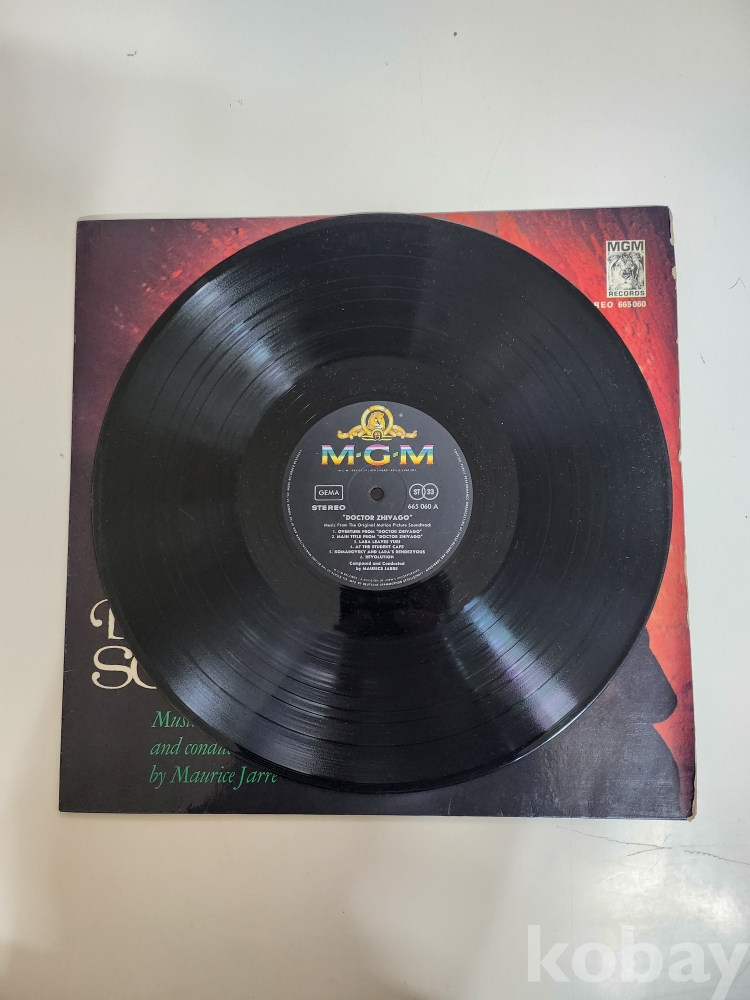 MGM
RECORDS
REO 665 060
M·G·M
GEMA
ST 33
STEREO
665 060 A
"DOCTOR ZHIVAGO"
Music From The Original Motion Picture Soundtrack
1. OVERTURE FROM "DOCTOR ZHIVAGO"
2. MAIN TITLE FROM "DOCTOR ZHIVAGO"
3. LARA LEAVES YURI
4. AT THE STUDENT CAFE
5. KOMAROVSKY AND LARA'S RENDEZVOUS
6. REVOLUTION
Composed and Conducted
by MAURICE JARRE
Musi
and condu
by Maurice Jarre
kobay